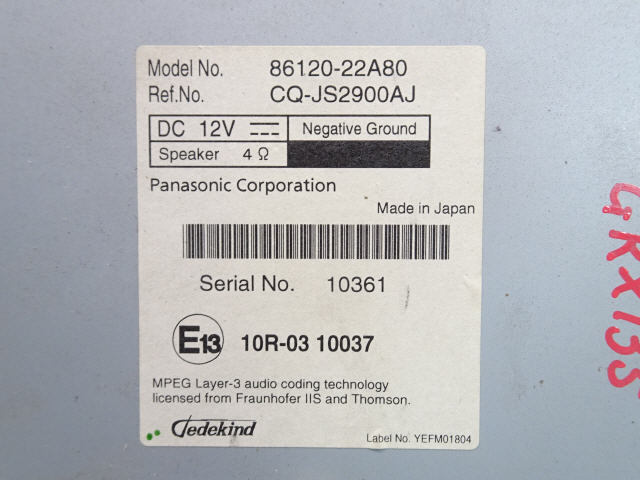 Model No. 86120-22A80
Ref.No. CQ-JS2900AJ
DC 12V Negative Ground
Speaker 4 Ω
Panasonic Corporation
Made in Japan
Serial No. 10361
E13 10R-03 10037
MPEG Layer-3 audio coding technology
licensed from Fraunhofer IIS and Thomson.
Gedekind
Label No. YEFM01804
GRX133